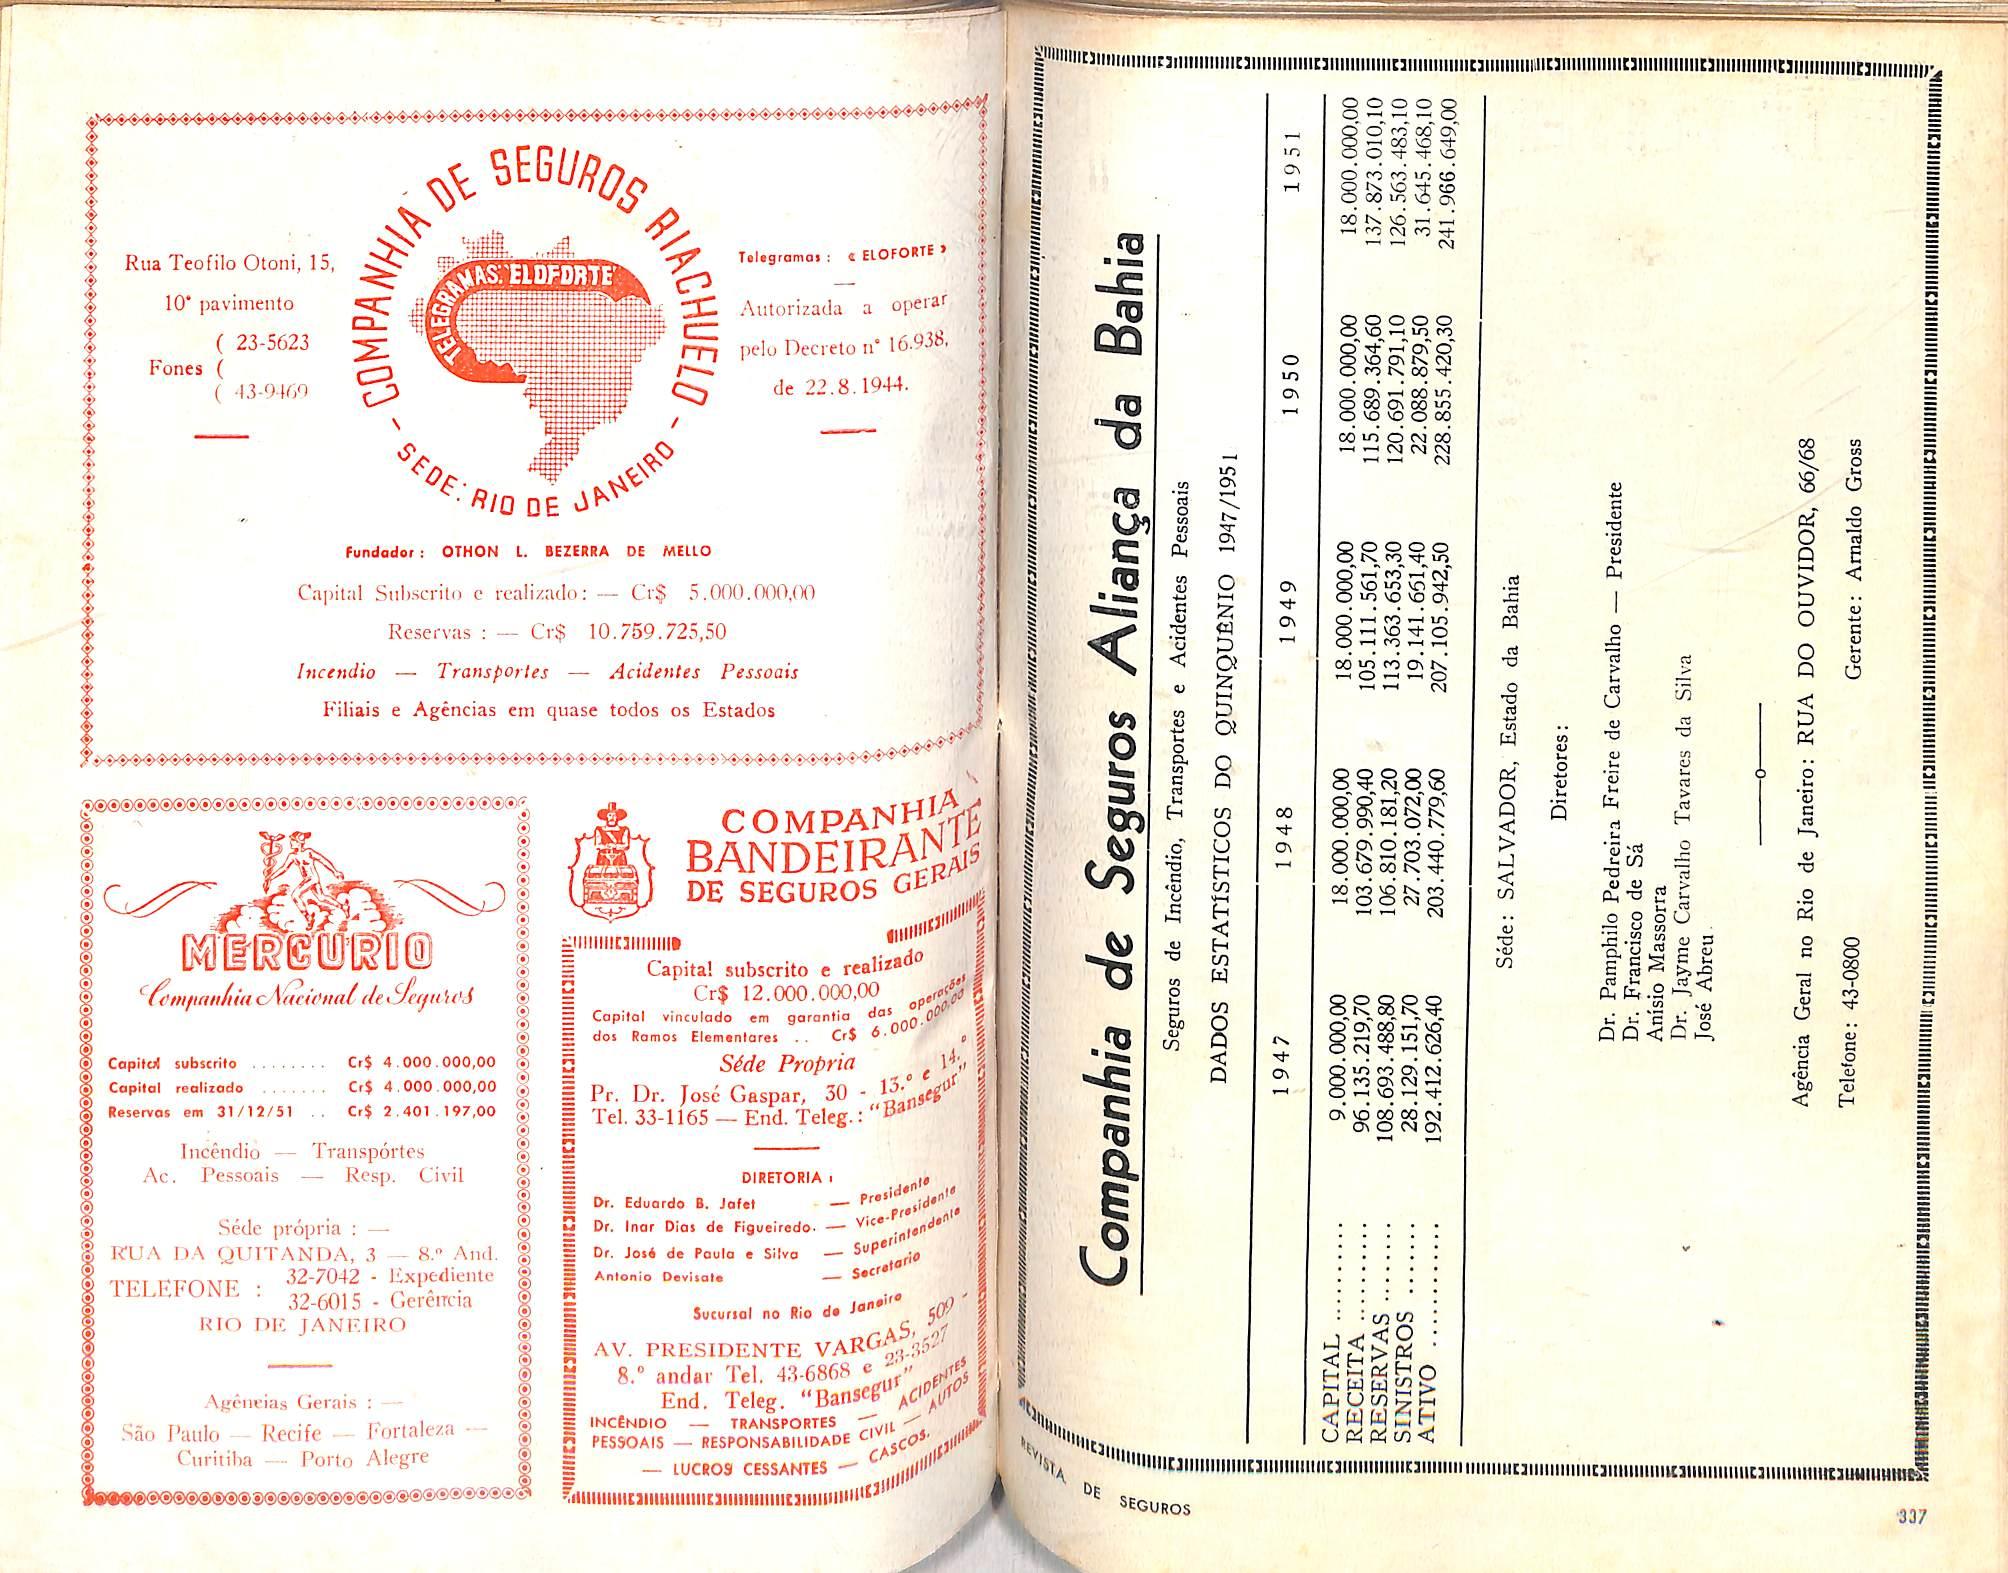 COMPANHIA DE SEGUROS RIACHUELO
- SEDE: RIO DE JANEIRO -
TELEGRAMAS: "ELOFORTE"
Rua Teofilo Otoni, 15,
10° pavimento
( 23-5623
Fones (
( 43-9469
Telegramas : « ELOFORTE »
Autorizada a operar
pelo Decreto n° 16.938,
de 22.8.1944.
Fundador : OTHON L. BEZERRA DE MELLO
Capital Subscrito e realizado: — Cr$ 5.000.000,00
Reservas : — Cr$ 10.759.725,50
Incendio — Transportes — Acidentes Pessoais
Filiais e Agências em quase todos os Estados
MERCURIO
Companhia Nacional de Seguros
Capital subscrito ........ Cr$ 4.000.000,00
Capital realizado ....... Cr$ 4.000.000,00
Reservas em 31/12/51 .. Cr$ 2.401.197,00
Incêndio — Transpórtes
Ac. Pessoais — Resp. Civil
Séde própria : —
RUA DA QUITANDA, 3 — 8.º And.
TELEFONE : 32-7042 - Expediente
32-6015 - Gerência
RIO DE JANEIRO
Agências Gerais : —
São Paulo — Recife — Fortaleza —
Curitiba — Porto Alegre
COMPANHIA
BANDEIRANTE
DE SEGUROS GERAIS
Capital subscrito e realizado
Cr$ 12.000.000,00
Capital vinculado em garantia das operações
dos Ramos Elementares .. Cr$ 6.000.000,00
Séde Propria
Pr. Dr. José Gaspar, 30 - 13.º e 14.º
Tel. 33-1165 — End. Teleg.: "Bansegur"
DIRETORIA :
Dr. Eduardo B. Jafet — Presidente
Dr. Inar Dias de Figueiredo. — Vice-Presidente
Dr. José de Paula e Silva — Superintendente
Antonio Devisate — Secretario
Sucursal no Rio de Janeiro
AV. PRESIDENTE VARGAS, 509 -
8.º andar Tel. 43-6868 e 23-3527
End. Teleg. "Bansegur"
INCÊNDIO — TRANSPORTES — ACIDENTES
PESSOAIS — RESPONSABILIDADE CIVIL — AUTOS
— LUCROS CESSANTES — CASCOS.
Companhia de Seguros Aliança da Bahia
Seguros de Incêndio, Transportes e Acidentes Pessoais
DADOS ESTATÍSTICOS DO QUINQUÊNIO 1947/1951
1947 1948 1949 1950 1951
CAPITAL .......... 9.000.000,00 18.000.000,00 18.000.000,00 18.000.000,00 18.000.000,00
RECEITA .......... 96.135.219,70 103.679.990,40 105.111.561,70 115.689.364,60 137.873.010,10
RESERVAS ........ 108.693.488,80 106.810.181,20 113.363.653,30 120.691.791,10 126.563.483,10
SINISTROS ....... 28.129.151,70 27.703.072,00 19.141.651,40 22.088.879,50 31.645.468,10
ATIVO ............ 192.412.626,40 203.440.779,60 207.105.942,50 228.855.420,30 241.966.649,00
Séde: SALVADOR, Estado da Bahia
Diretores:
Dr. Pamphilo Pedreira Freire de Carvalho — Presidente
Dr. Francisco de Sá
Anísio Massorra
Dr. Jayme Carvalho Tavares da Silva
José Abreu.
Agência Geral no Rio de Janeiro: RUA DO OUVIDOR, 66/68
Telefone: 43-0800 Gerente: Arnaldo Gross
REVISTA DE SEGUROS
337